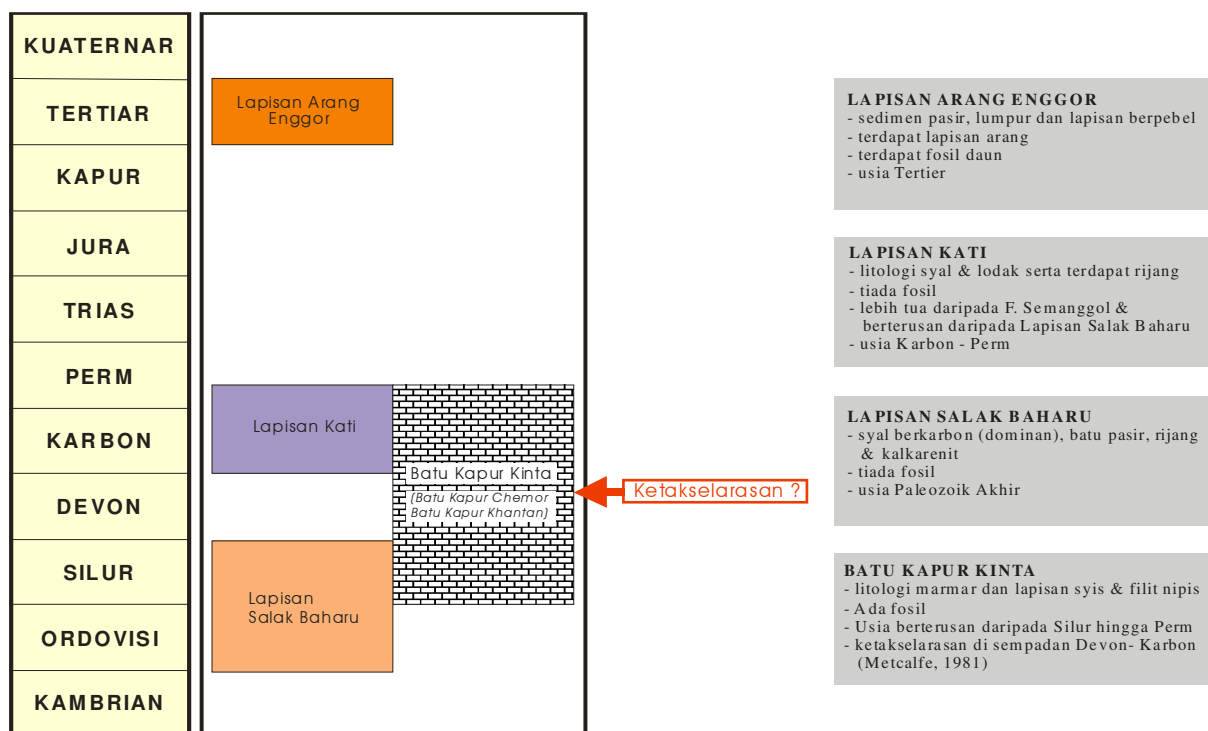 KUATERNAR
TERTIAR
KAPUR
JURA
TRIAS
PERM
KARBON
DEVON
SILUR
ORDOVISI
KAMBRIAN
Lapisan Arang
Enggor
Lapisan Kati
Batu Kapur Kinta
(Batu Kapur Chemor
Batu Kapur Khantan)
Lapisan
Salak Baharu
Ketakselarasan ?
LAPISAN ARANG ENGGOR
- sedimen pasir, lumpur dan lapisan berpebel
- terdapat lapisan arang
- terdapat fosil daun
- usia Tertier
LAPISAN KATI
- litologi syal & lodak serta terdapat rijang
- tiada fosil
- lebih tua daripada F. Semanggol &
berterusan daripada Lapisan Salak Baharu
- usia Karbon - Perm
LAPISAN SALAK BAHARU
- syal berkarbon (dominan), batu pasir, rijang
& kalkarenit
- tiada fosil
- usia Paleozoik Akhir
BATU KAPUR KINTA
- litologi marmar dan lapisan syis & filit nipis
- Ada fosil
- Usia berterusan daripada Silur hingga Perm
- ketakselarasan di sempadan Devon- Karbon
(Metcalfe, 1981)